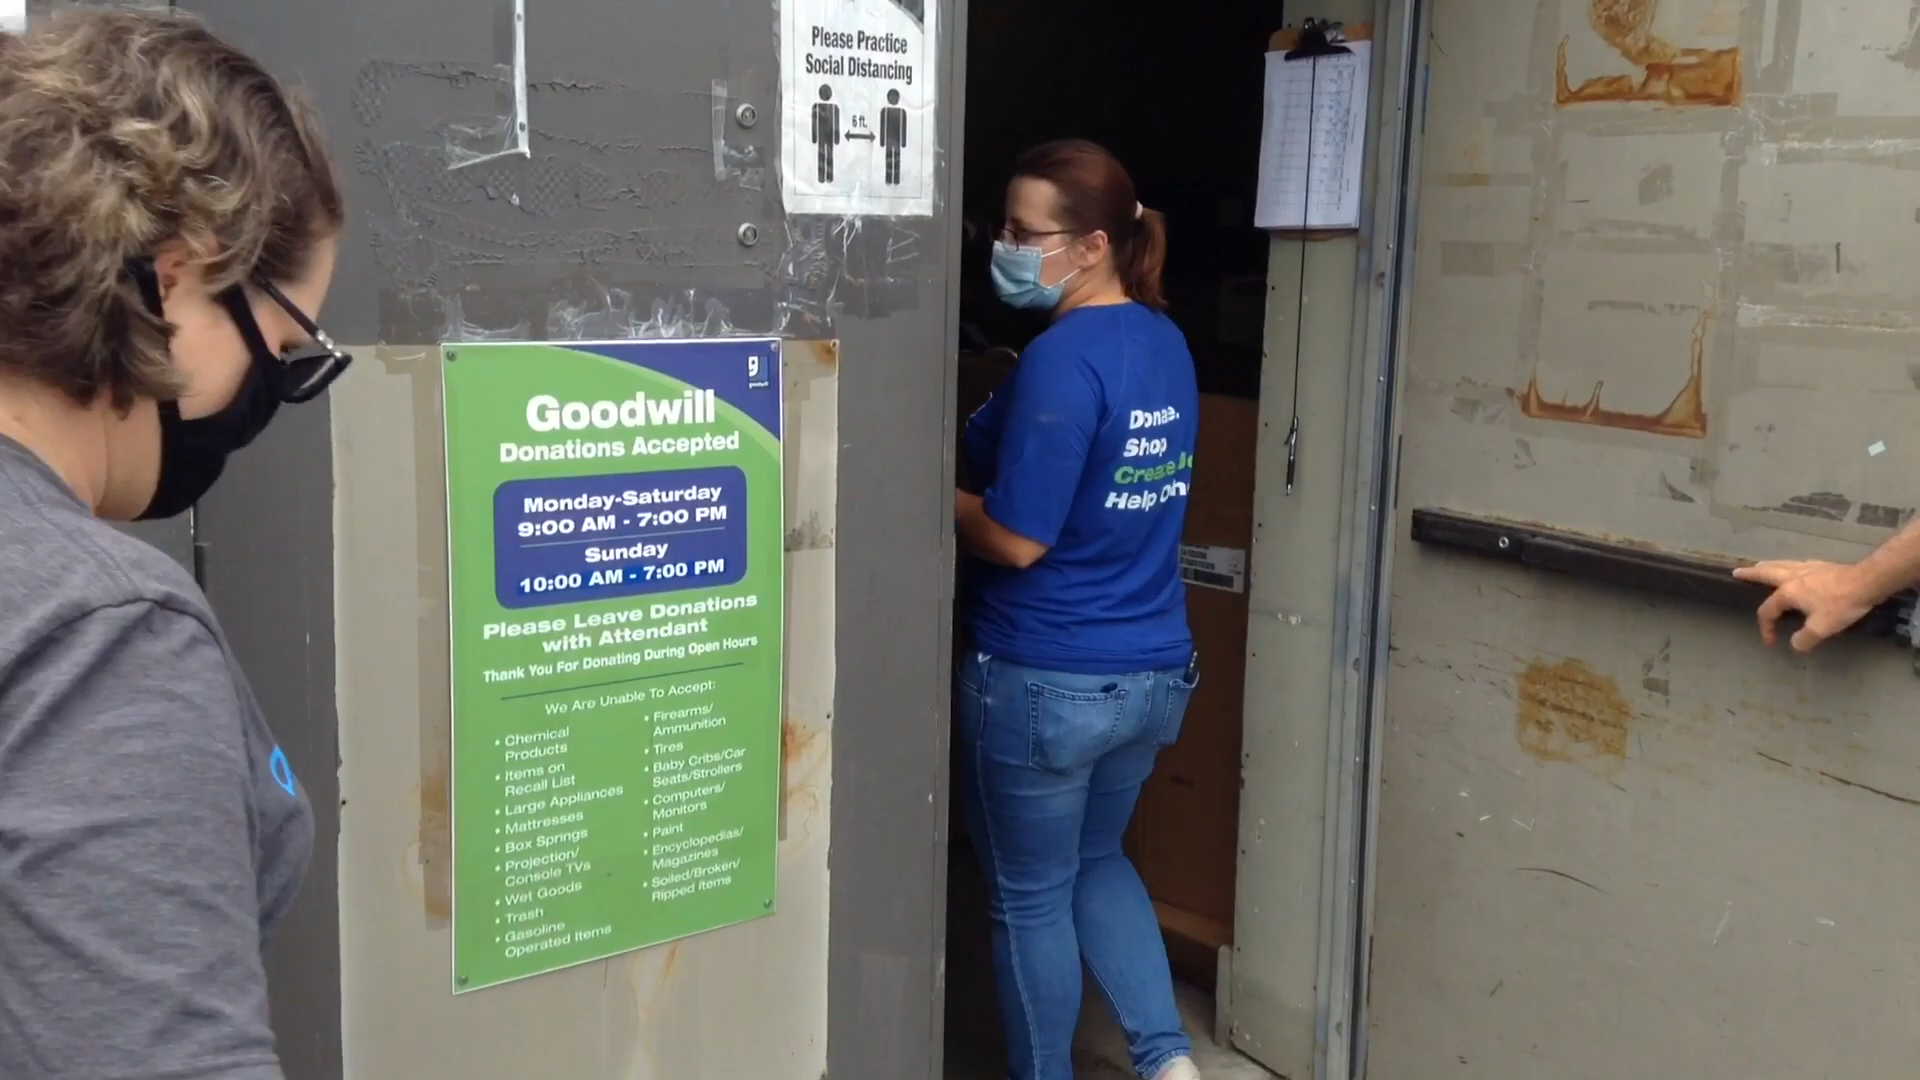 Please Practice
Social Distancing
6 ft.
g
goodwill
Goodwill
Donations Accepted
Monday-Saturday
9:00 AM - 7:00 PM
Sunday
10:00 AM - 7:00 PM
Please Leave Donations
with Attendant
Thank You For Donating During Open Hours
We Are Unable To Accept:
• Chemical
Products
• Items on
Recall List
• Large Appliances
• Mattresses
• Box Springs
• Projection/
Console TVs
• Wet Goods
• Trash
• Gasoline
Operated Items
• Firearms/
Ammunition
• Tires
• Baby Cribs/Car
Seats/Strollers
• Computers/
Monitors
• Paint
• Encyclopedias/
Magazines
• Soiled/Broken/
Ripped Items
Donate.
Shop
Create
Help